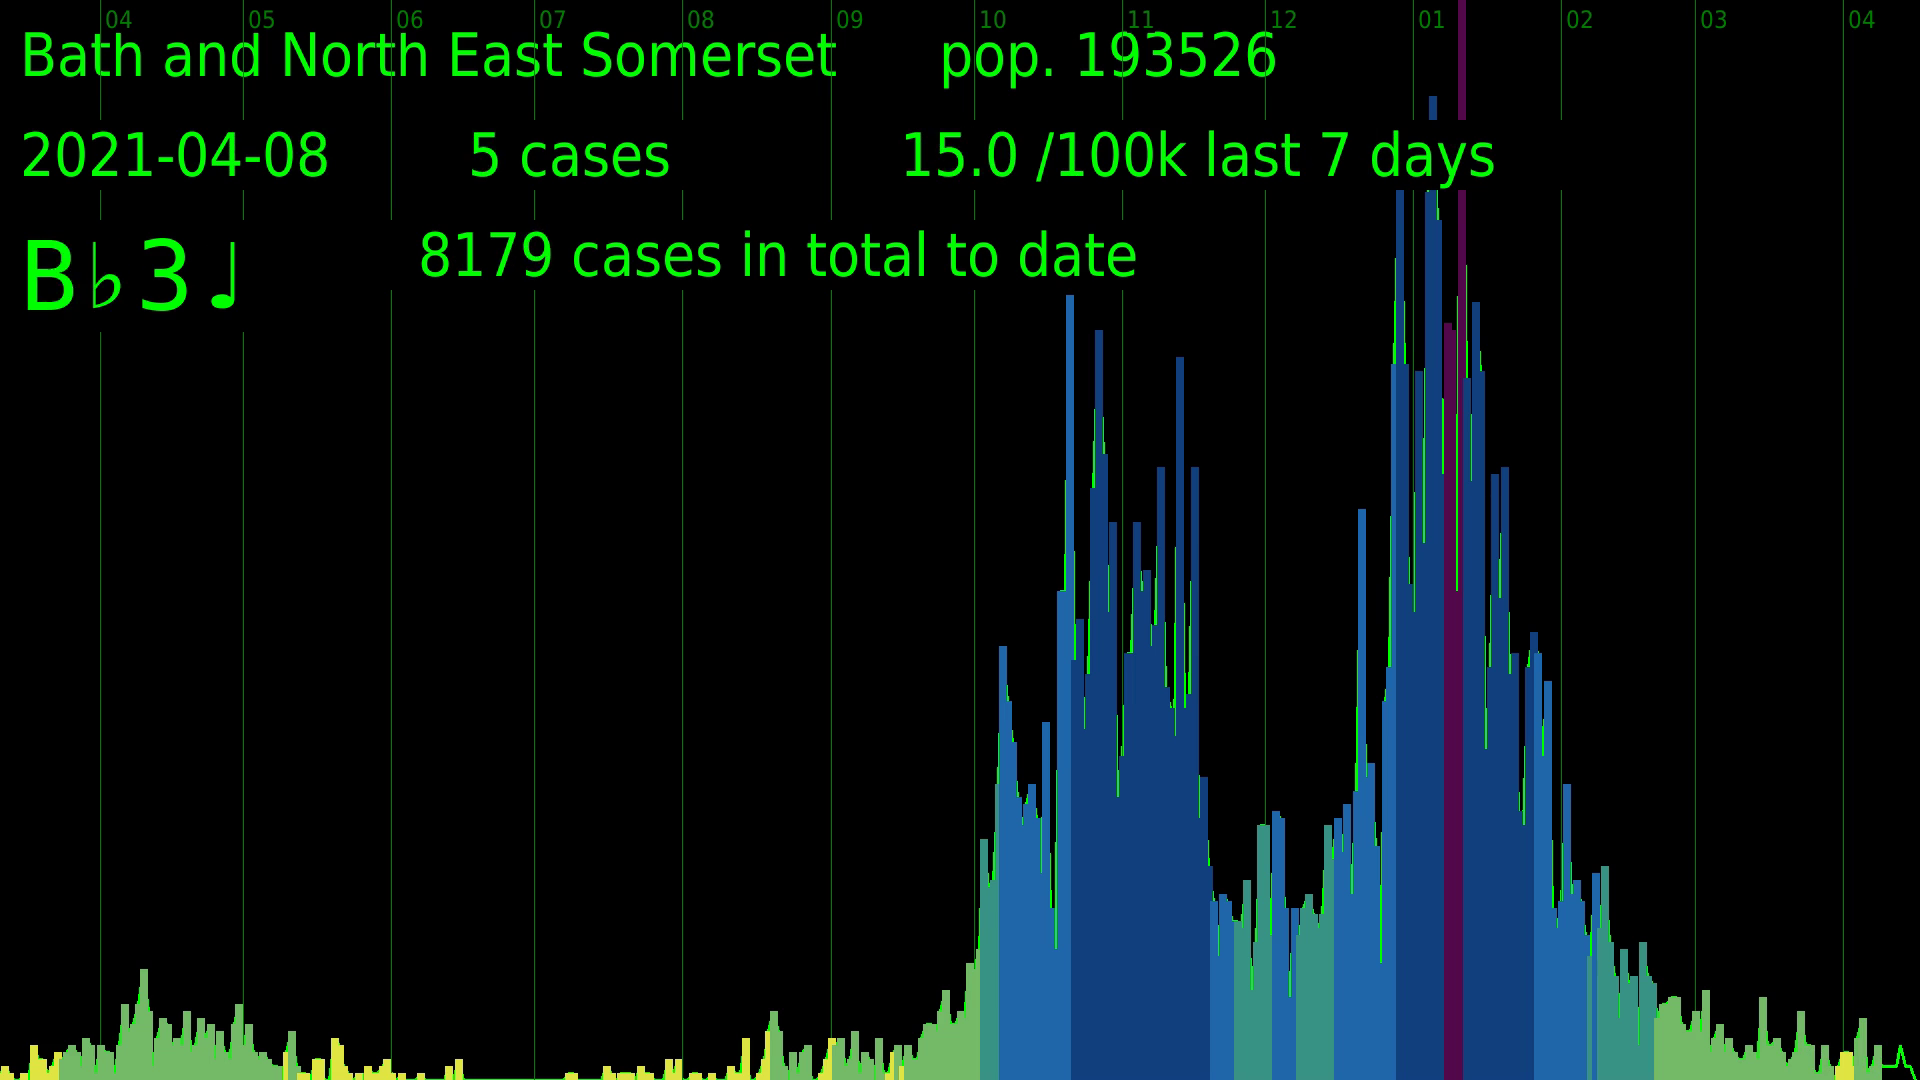 04 05 06 07 08 09 10 11 12 01 02 03 04
Bath and North East Somerset pop. 193526
2021-04-08 5 cases 15.0 /100k last 7 days
B♭3♩ 8179 cases in total to date